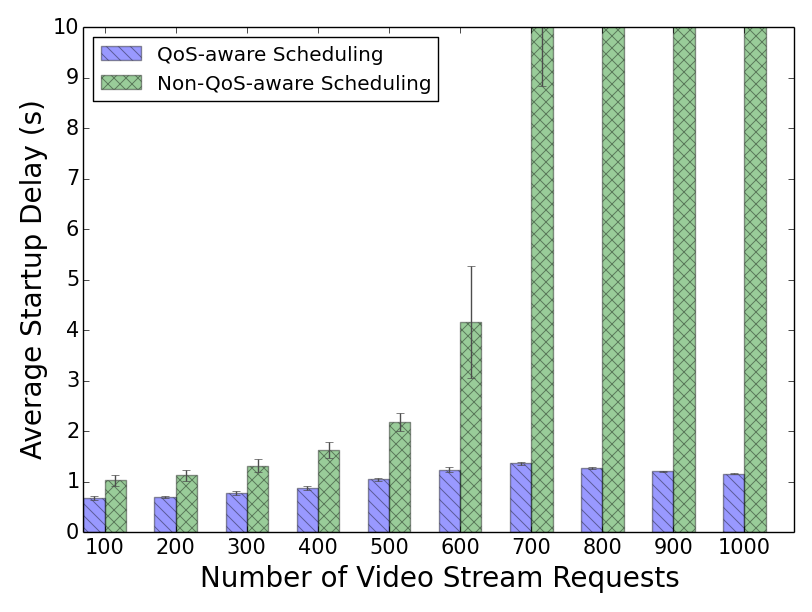 10
9
8
7
6
5
4
3
2
1
0
Average Startup Delay (s)
QoS-aware Scheduling
Non-QoS-aware Scheduling
100 200 300 400 500 600 700 800 900 1000
Number of Video Stream Requests